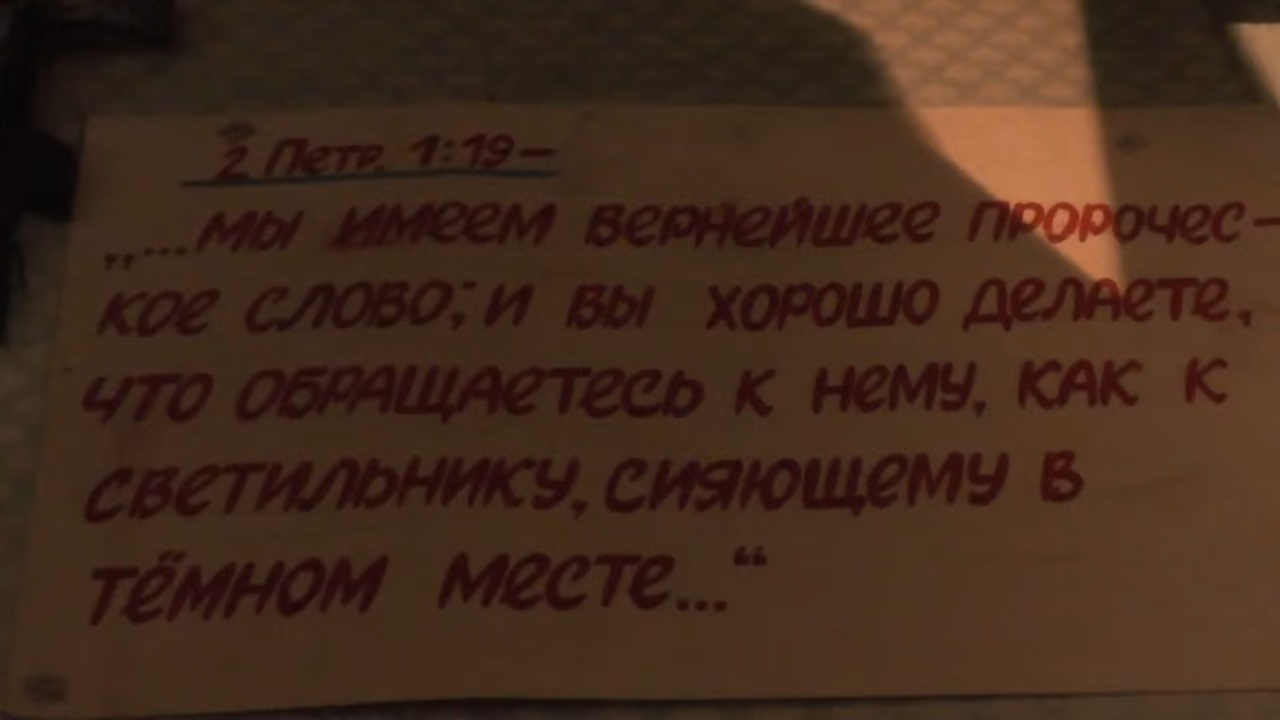 2 Петр. 1:19–
„...мы имеем вернейшее пророчес-
кое слово; и вы хорошо делаете,
что обращаетесь к нему, как к
светильнику, сияющему в
тёмном месте...“